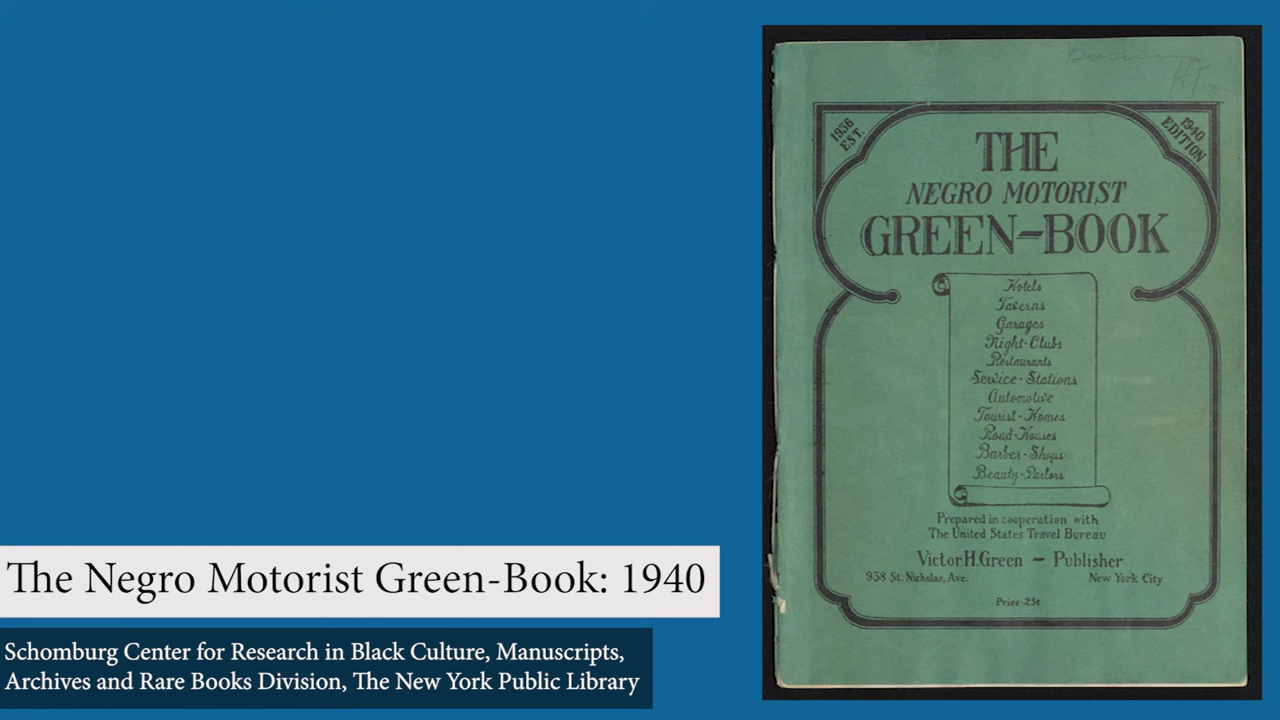 1936
EST.
1940
EDITION
THE
NEGRO MOTORIST
GREEN-BOOK
Hotels
Taverns
Garages
Night-Clubs
Restaurants
Service-Stations
Automotive
Tourist-Homes
Road-Houses
Barber-Shops
Beauty-Parlors
Prepared in cooperation with
The United States Travel Bureau
Victor H. Green - Publisher
938 St. Nicholas, Ave. New York City
Price-25¢
The Negro Motorist Green-Book: 1940
Schomburg Center for Research in Black Culture, Manuscripts,
Archives and Rare Books Division, The New York Public Library